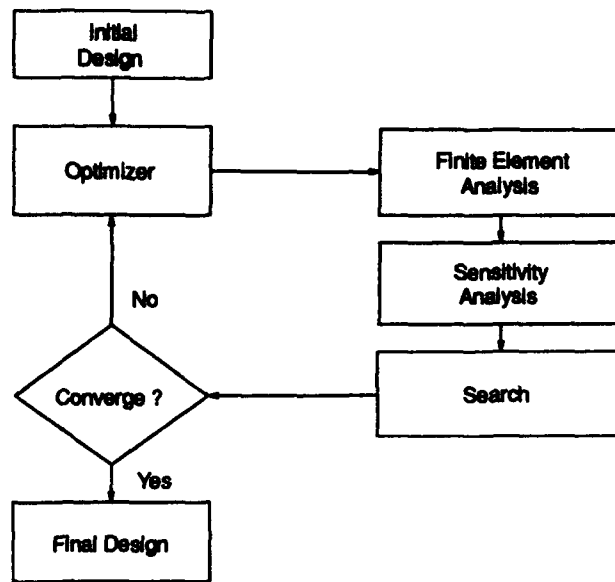 Initial
Design
Optimizer
Finite Element
Analysis
Sensitivity
Analysis
No
Converge ?
Search
Yes
Final Design